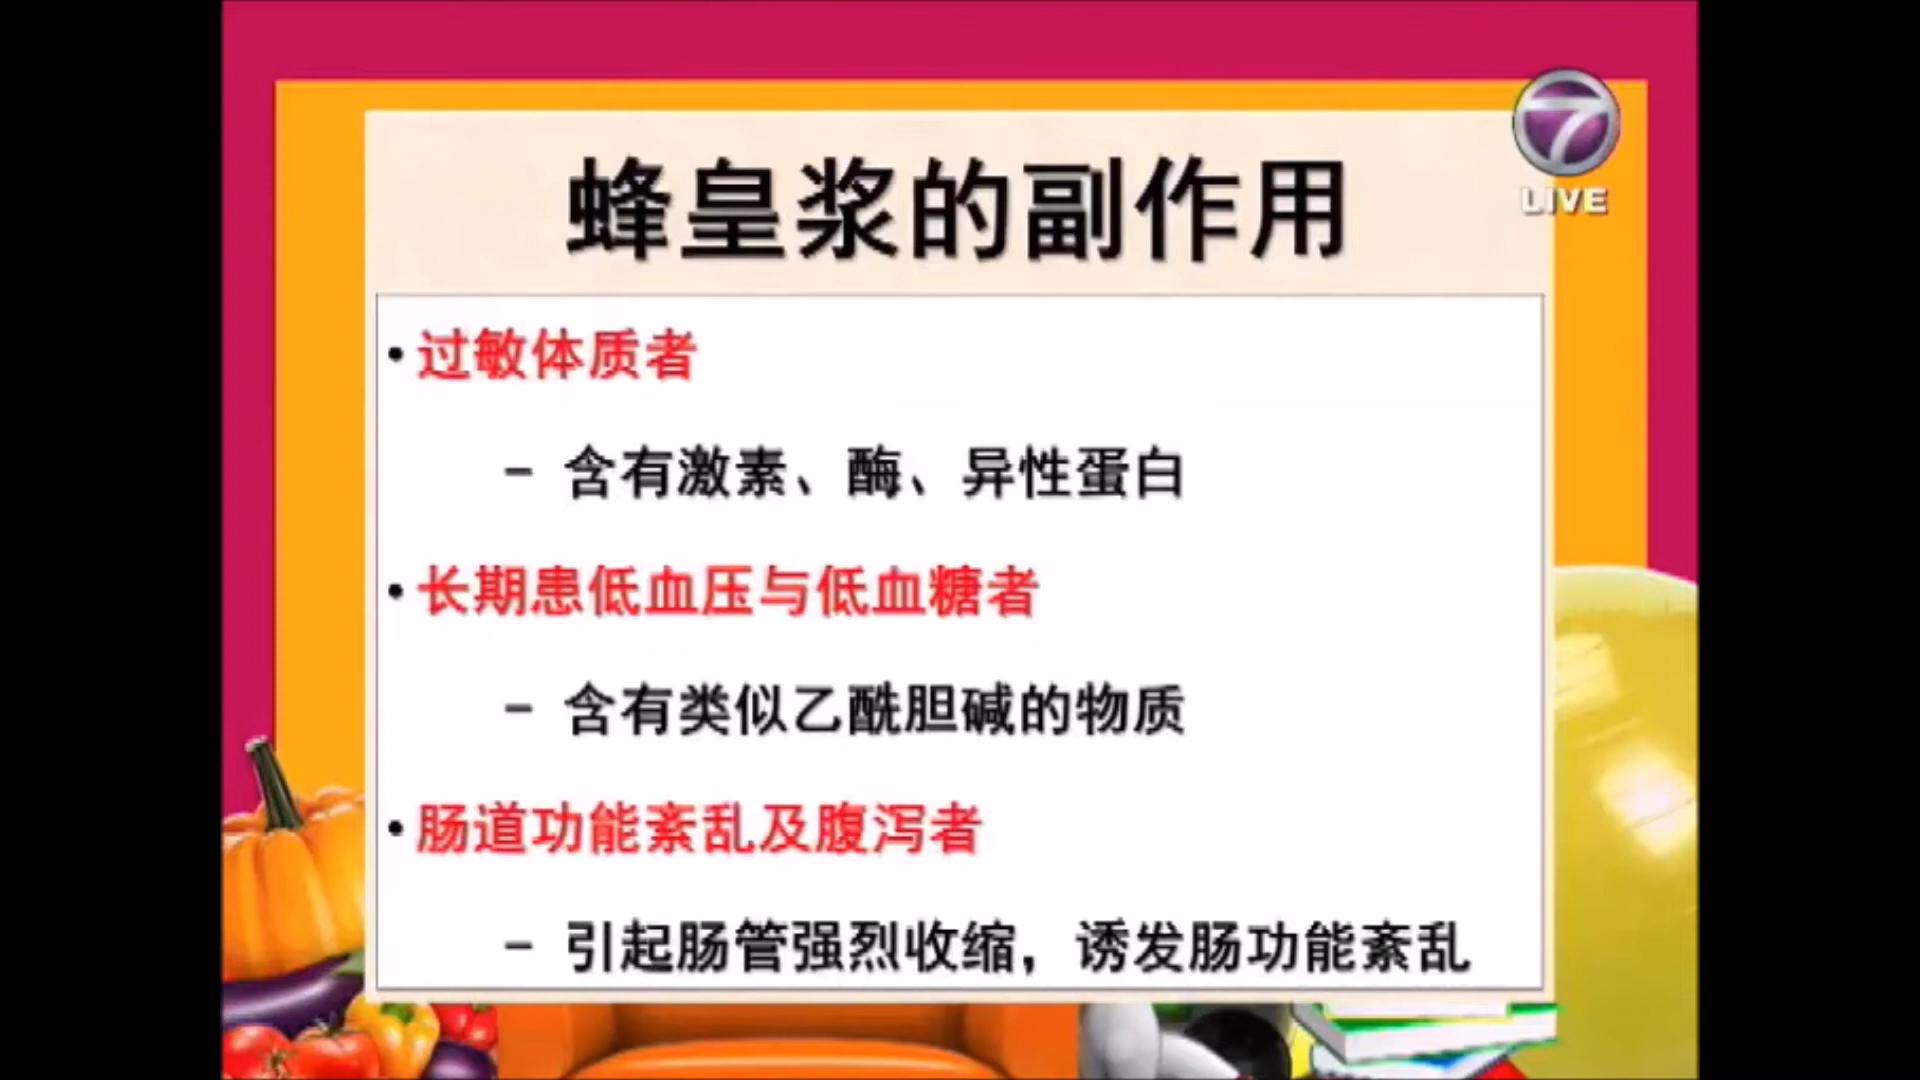 7
LIVE
蜂皇浆的副作用
• 过敏体质者
- 含有激素、酶、异性蛋白
• 长期患低血压与低血糖者
- 含有类似乙酰胆碱的物质
• 肠道功能紊乱及腹泻者
- 引起肠管强烈收缩，诱发肠功能紊乱